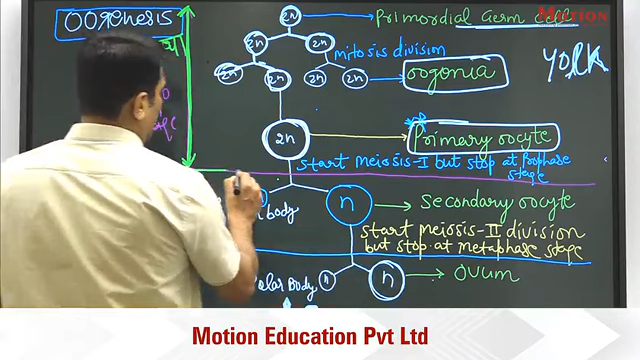 OOGENESIS
2n
Primordial Germ cell
MOTION
2n
2n
mitosis division
york
2n
2n
2n
2n
oogonia
2n
Primary oocyte
start meiosis-I but stop at Prophase
stage
n
secondary oocyte
body
start meiosis-II division
but stop at metaphase stage
olar Body
n
n
ovum
Motion Education Pvt Ltd